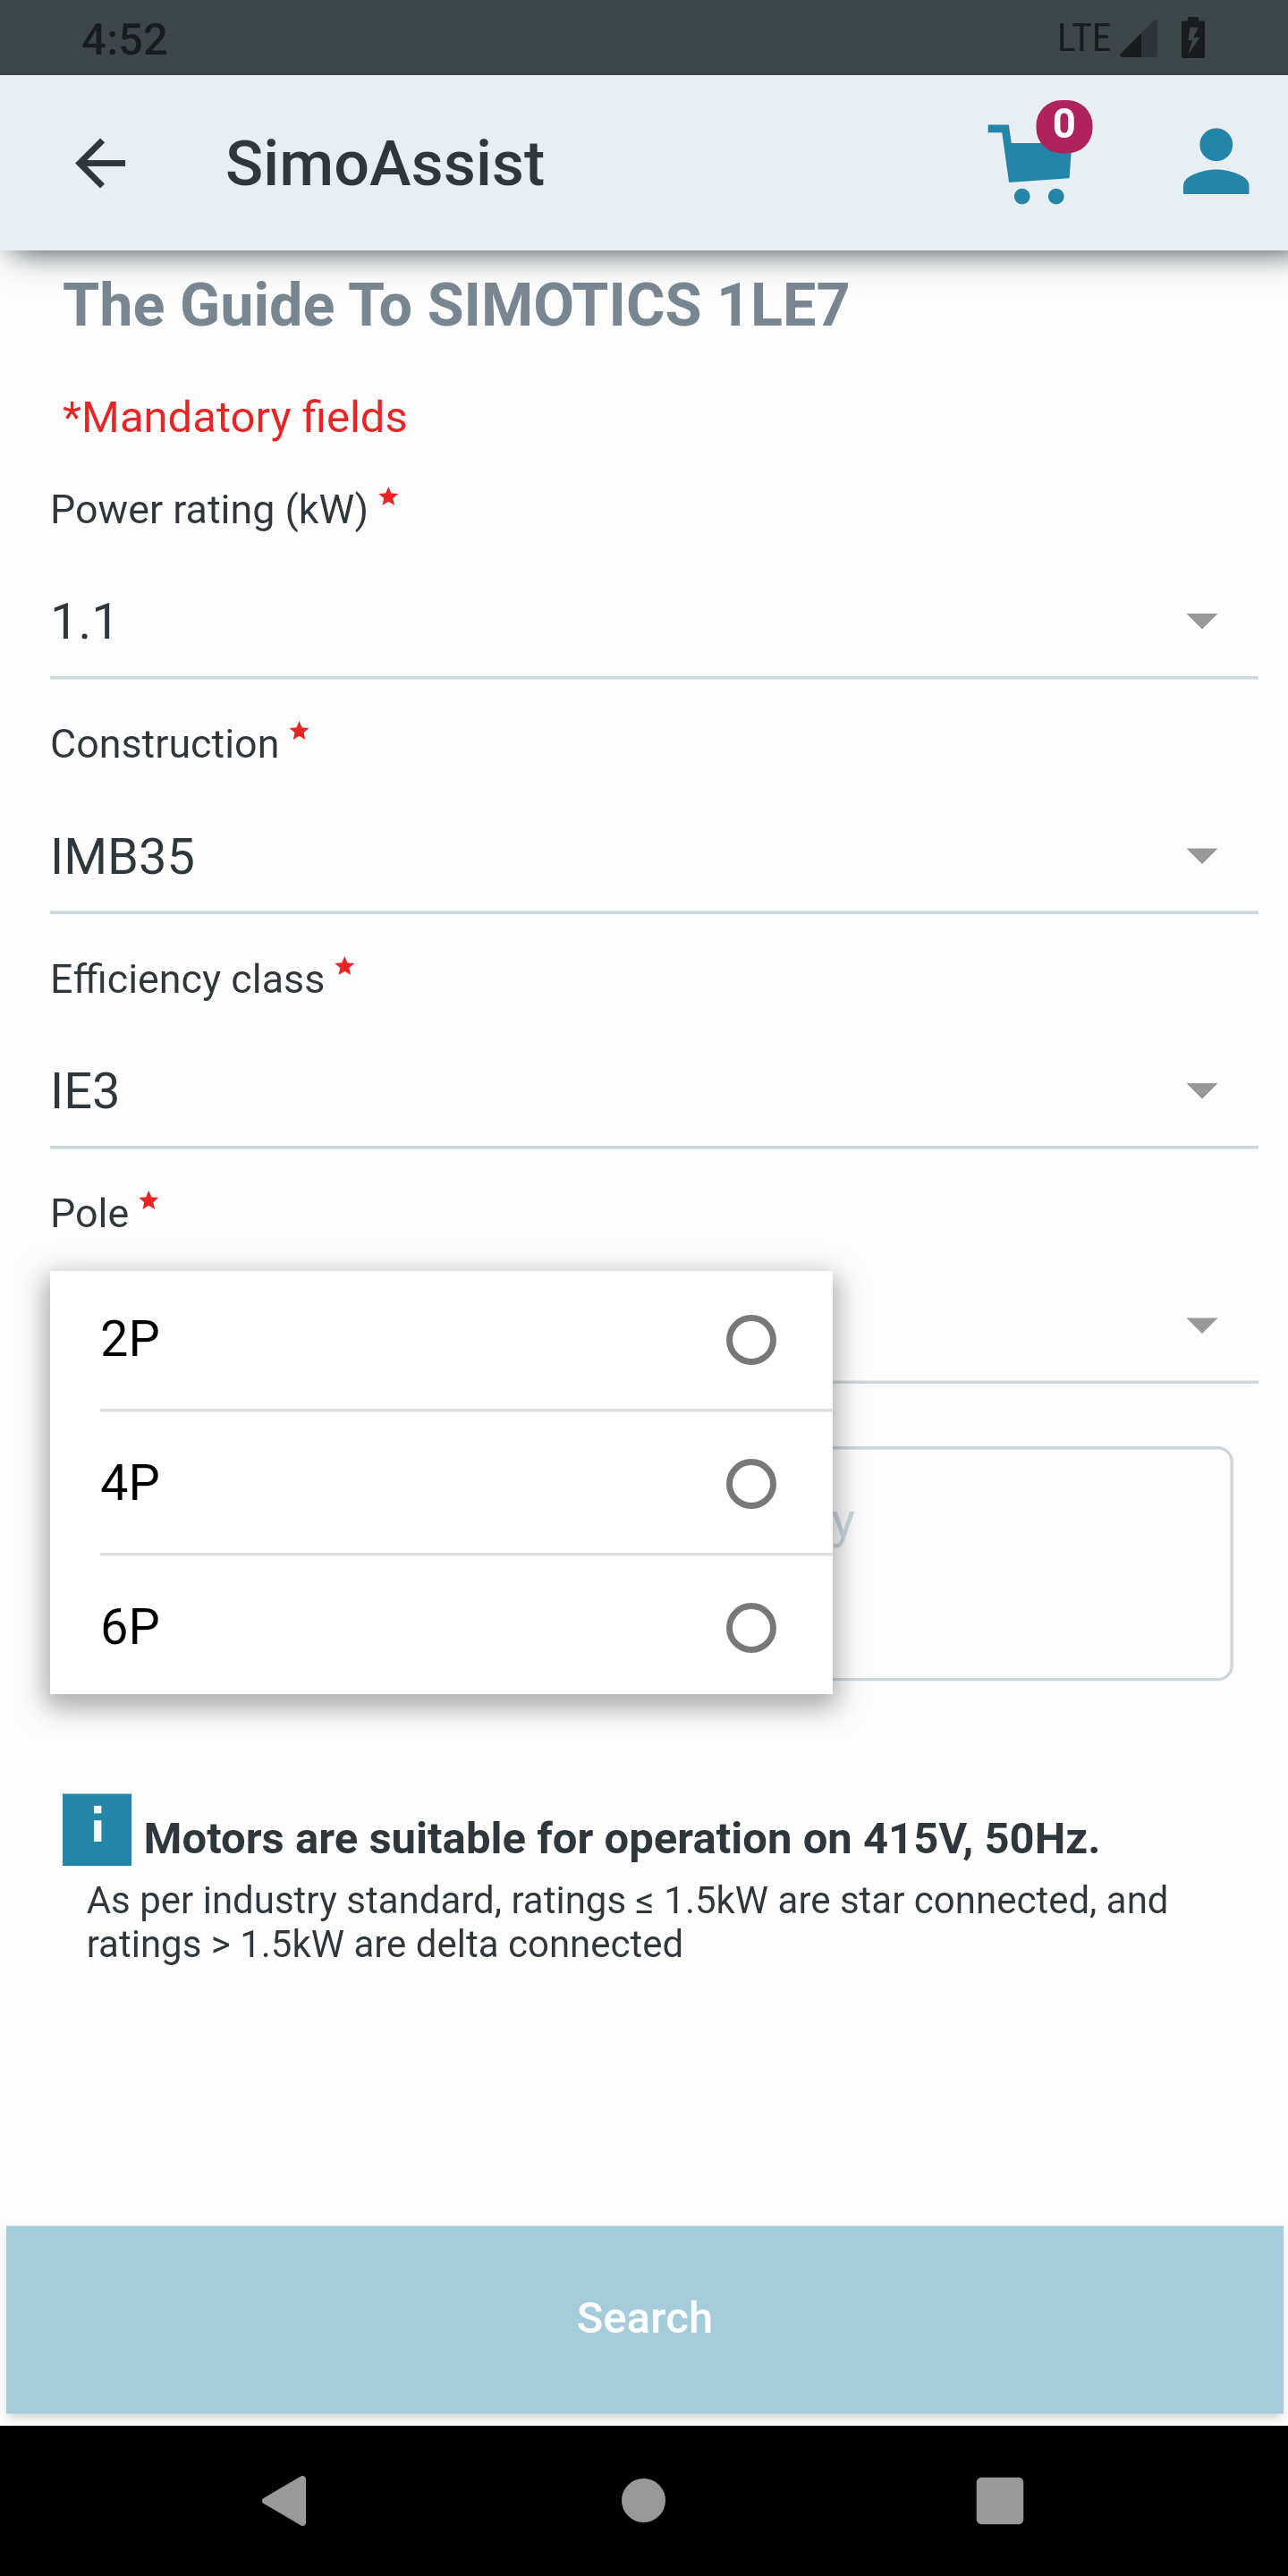 4:52
LTE
SimoAssist
0
The Guide To SIMOTICS 1LE7
*Mandatory fields
Power rating (kW) *
1.1
Construction *
IMB35
Efficiency class *
IE3
Pole *
2P
4P
y
6P
i Motors are suitable for operation on 415V, 50Hz.
As per industry standard, ratings ≤ 1.5kW are star connected, and
ratings > 1.5kW are delta connected
Search